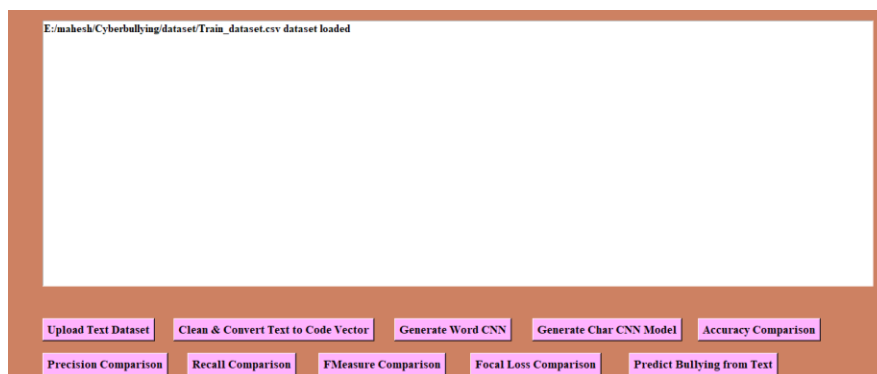 E:/mahesh/Cyberbullying/dataset/Train_dataset.csv dataset loaded
Upload Text Dataset Clean & Convert Text to Code Vector Generate Word CNN Generate Char CNN Model Accuracy Comparison
Precision Comparison Recall Comparison FMeasure Comparison Focal Loss Comparison Predict Bullying from Text